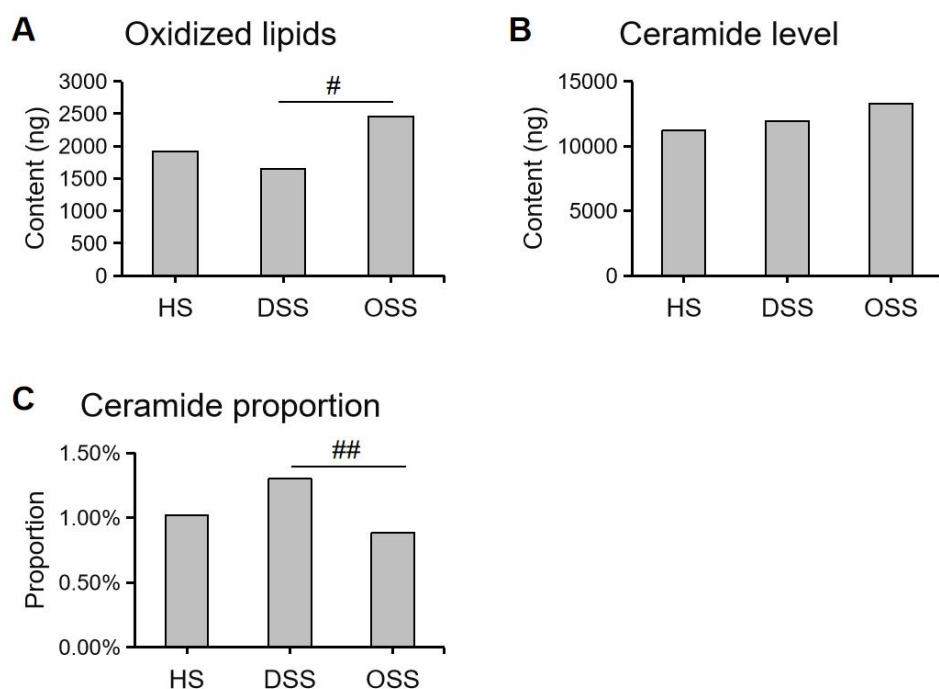 A Oxidized lipids
3000
2500
2000
1500
1000
500
0
Content (ng)
#
HS DSS OSS
B Ceramide level
15000
10000
5000
0
Content (ng)
HS DSS OSS
C Ceramide proportion
1.50%
1.00%
0.50%
0.00%
Proportion
##
HS DSS OSS